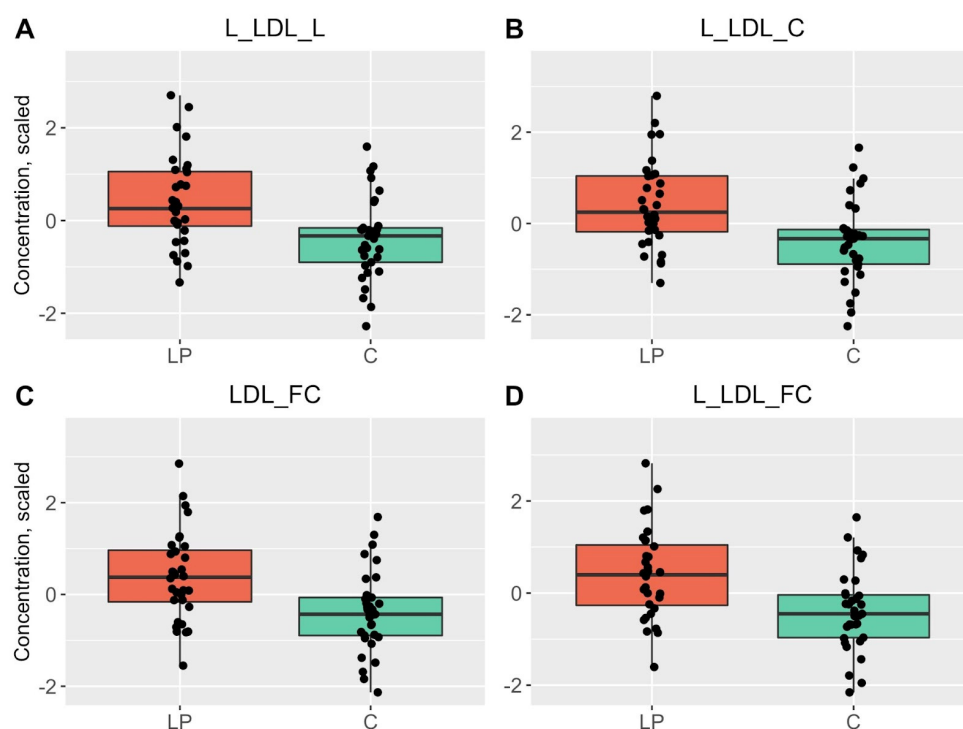 A
L_LDL_L
Concentration, scaled
2
0
-2
LP
C
B
L_LDL_C
2
0
-2
LP
C
C
LDL_FC
Concentration, scaled
2
0
-2
LP
C
D
L_LDL_FC
2
0
-2
LP
C